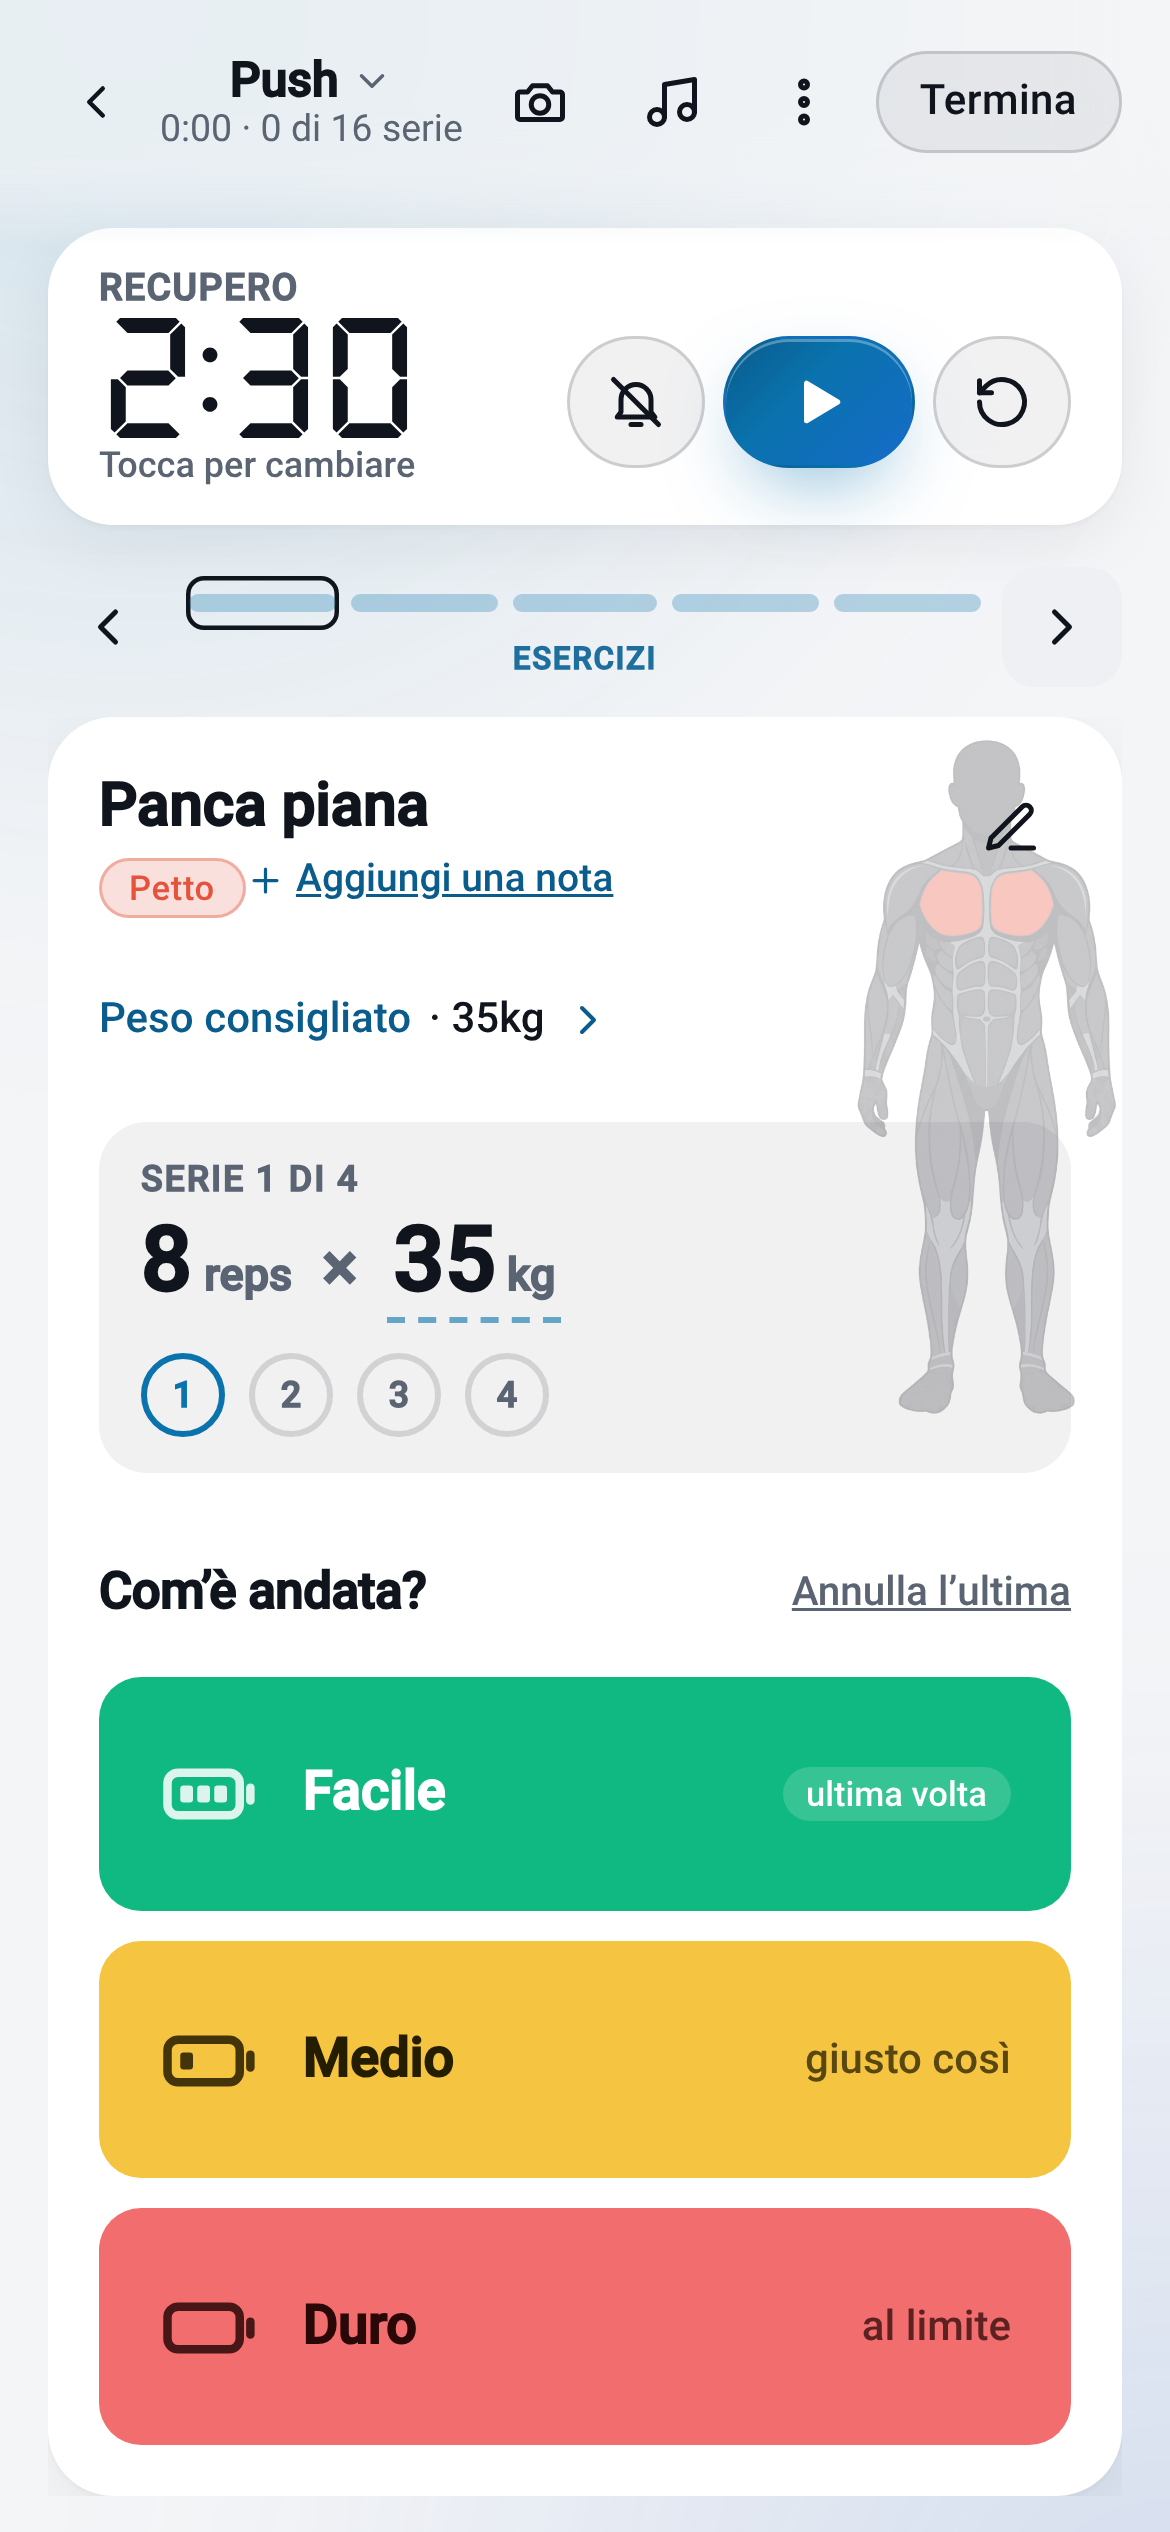 Push
0:00 · 0 di 16 serie
Termina
RECUPERO
2:30
Tocca per cambiare
ESERCIZI
Panca piana
Petto
+ Aggiungi una nota
Peso consigliato · 35kg
SERIE 1 DI 4
8 reps × 35 kg
1 2 3 4
Com’è andata?
Annulla l’ultima
Facile
ultima volta
Medio
giusto così
Duro
al limite